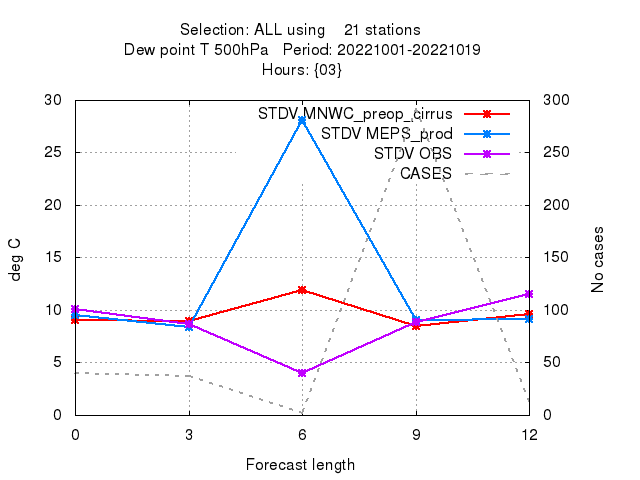 Selection: ALL using 21 stations
Dew point T 500hPa Period: 20221001-20221019
Hours: {03}
30 300
STDV MNWC_preop_cirrus
STDV MEPS_prod
25 250
STDV OBS
CASES
20 200
15 150
deg C
No cases
10 100
5 50
0 0
0 3 6 9 12
Forecast length